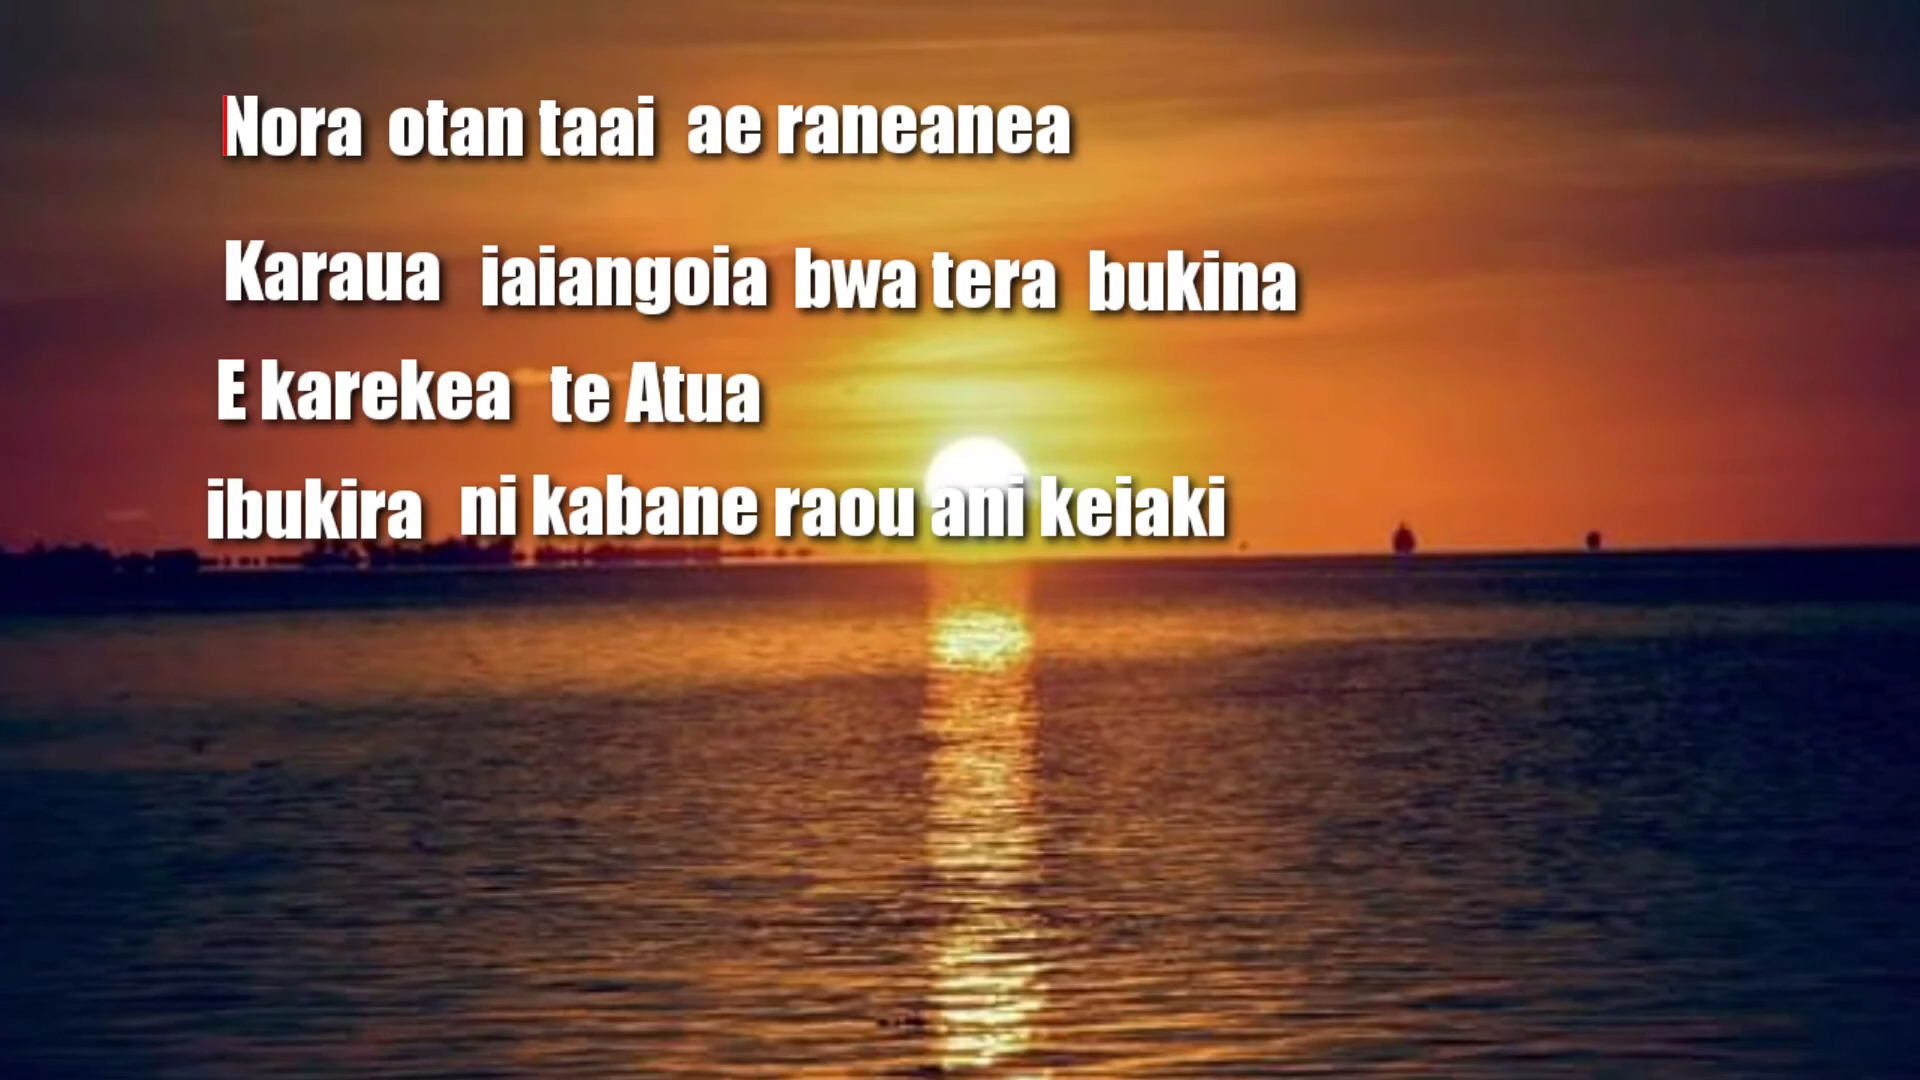 Nora otan taai ae raneanea
Karaua iaiangoia bwa tera bukina
E karekea te Atua
ibukira ni kabane raou ani keiaki